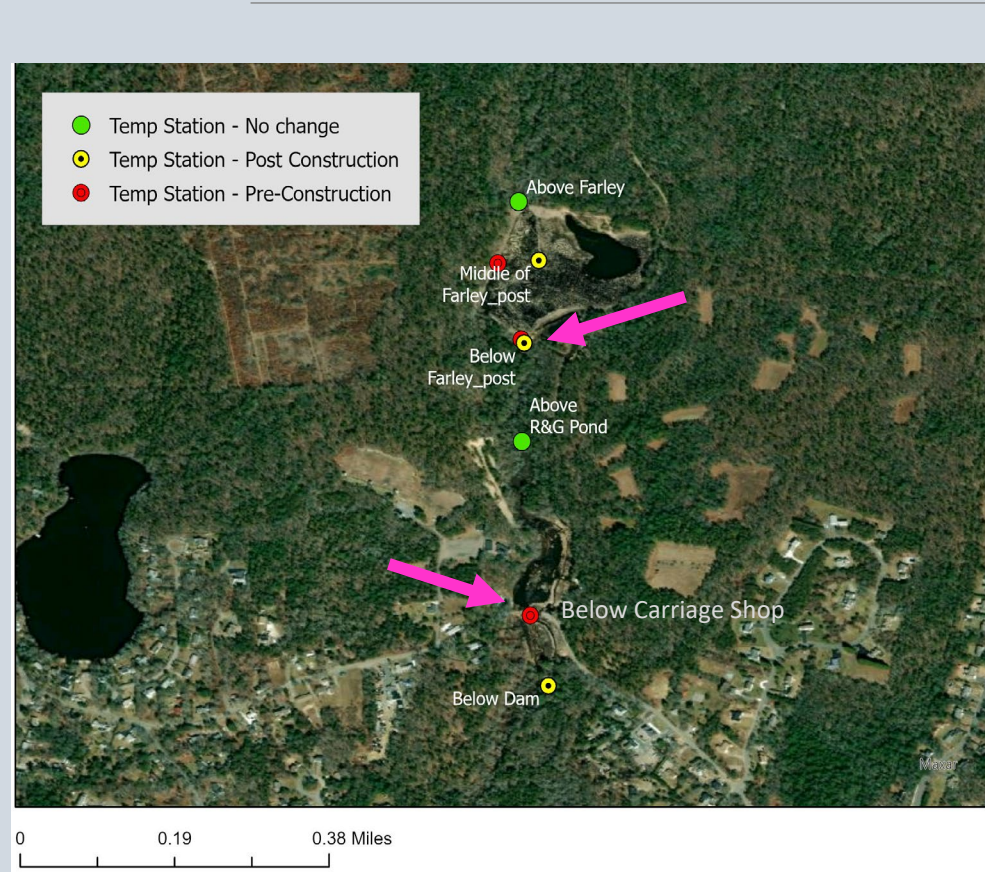 Temp Station - No change
Temp Station - Post Construction
Temp Station - Pre-Construction
Above Farley
Middle of
Farley_post
Below
Farley_post
Above
R&G Pond
Below Carriage Shop
Below Dam
0
0.19
0.38 Miles